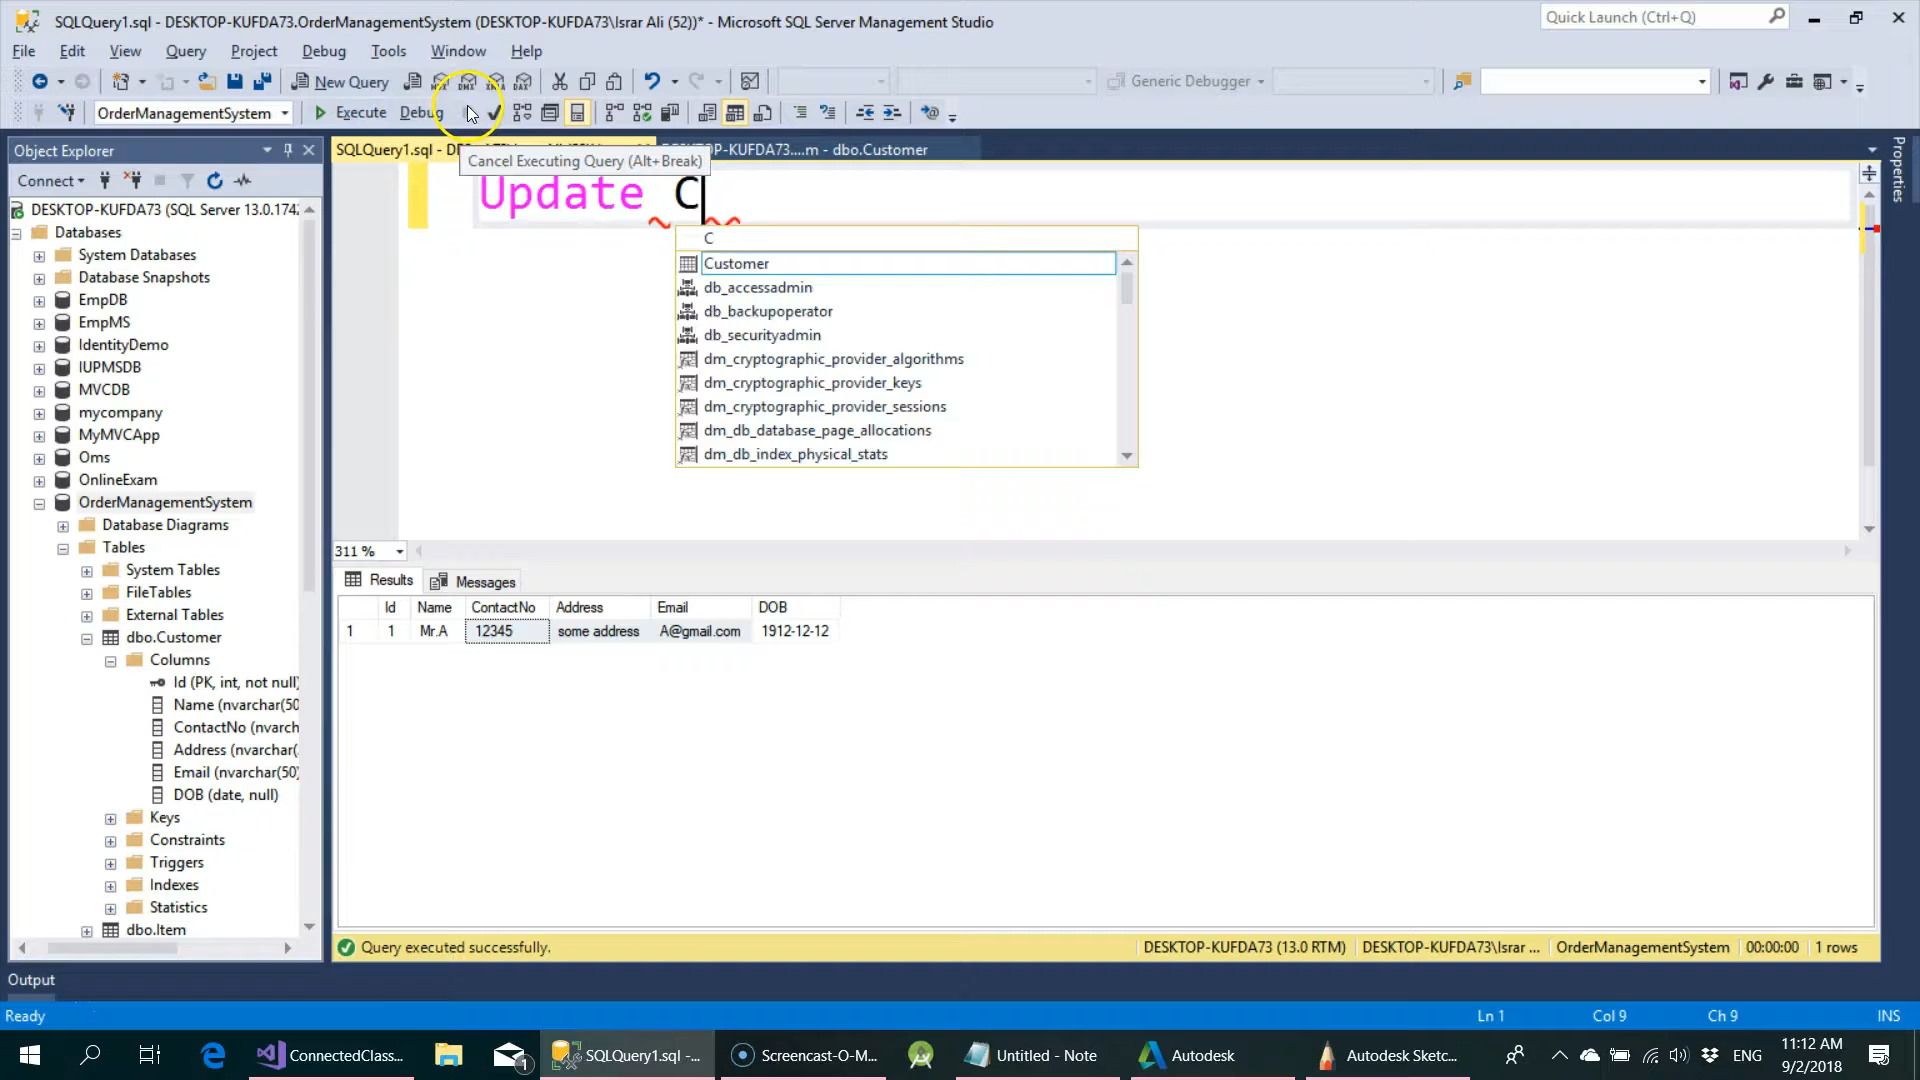 SQLQuery1.sql - DESKTOP-KUFDA73.OrderManagementSystem (DESKTOP-KUFDA73\Israr Ali (52))* - Microsoft SQL Server Management Studio
Quick Launch (Ctrl+Q)
File Edit View Query Project Debug Tools Window Help
New Query
Generic Debugger
OrderManagementSystem
Execute
Debug
Object Explorer
SQLQuery1.sql - DE
P-KUFDA73....m - dbo.Customer
Cancel Executing Query (Alt+Break)
Properties
Connect
Update C
C
Customer
db_accessadmin
db_backupoperator
db_securityadmin
dm_cryptographic_provider_algorithms
dm_cryptographic_provider_keys
dm_cryptographic_provider_sessions
dm_db_database_page_allocations
dm_db_index_physical_stats
DESKTOP-KUFDA73 (SQL Server 13.0.1742
Databases
System Databases
Database Snapshots
EmpDB
EmpMS
IdentityDemo
IUPMSDB
MVCDB
mycompany
MyMVCApp
Oms
OnlineExam
OrderManagementSystem
Database Diagrams
Tables
System Tables
FileTables
External Tables
dbo.Customer
Columns
Id (PK, int, not null)
Name (nvarchar(50
ContactNo (nvarch
Address (nvarchar(
Email (nvarchar(50)
DOB (date, null)
Keys
Constraints
Triggers
Indexes
Statistics
dbo.Item
311 %
Results Messages
Id Name ContactNo Address Email DOB
1 1 Mr.A 12345 some address A@gmail.com 1912-12-12
Query executed successfully.
DESKTOP-KUFDA73 (13.0 RTM) DESKTOP-KUFDA73\Israr ... OrderManagementSystem 00:00:00 1 rows
Output
Ready
Ln 1 Col 9 Ch 9 INS
ConnectedClass...
1
SQLQuery1.sql -...
Screencast-O-M...
Untitled - Note
Autodesk
Autodesk Sketc...
ENG
11:12 AM
9/2/2018